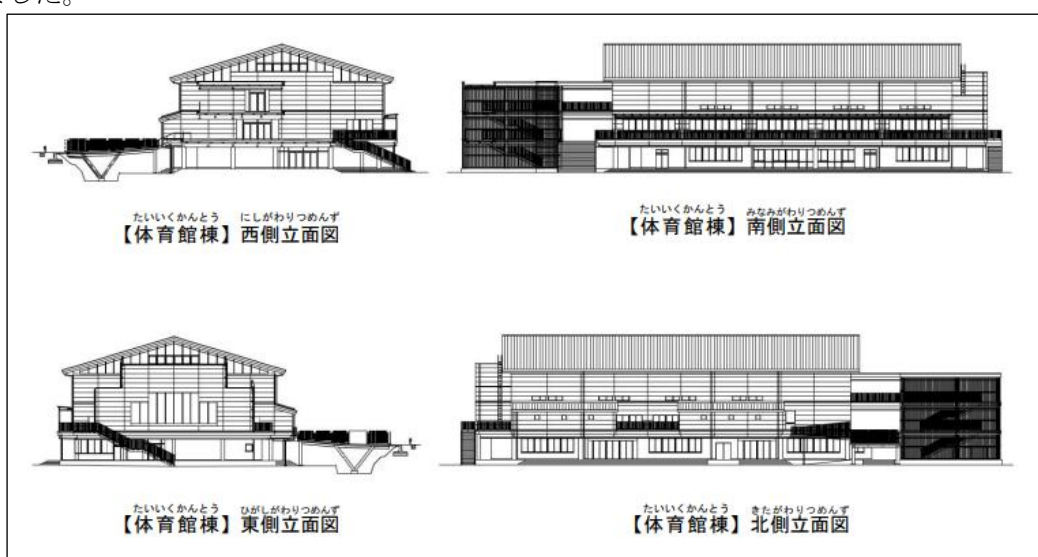 ました。
たいいくかんとう にしがわりつめんず
【体育館棟】西側立面図
たいいくかんとう みなみがわりつめんず
【体育館棟】南側立面図
たいいくかんとう ひがしがわりつめんず
【体育館棟】東側立面図
たいいくかんとう きたがわりつめんず
【体育館棟】北側立面図